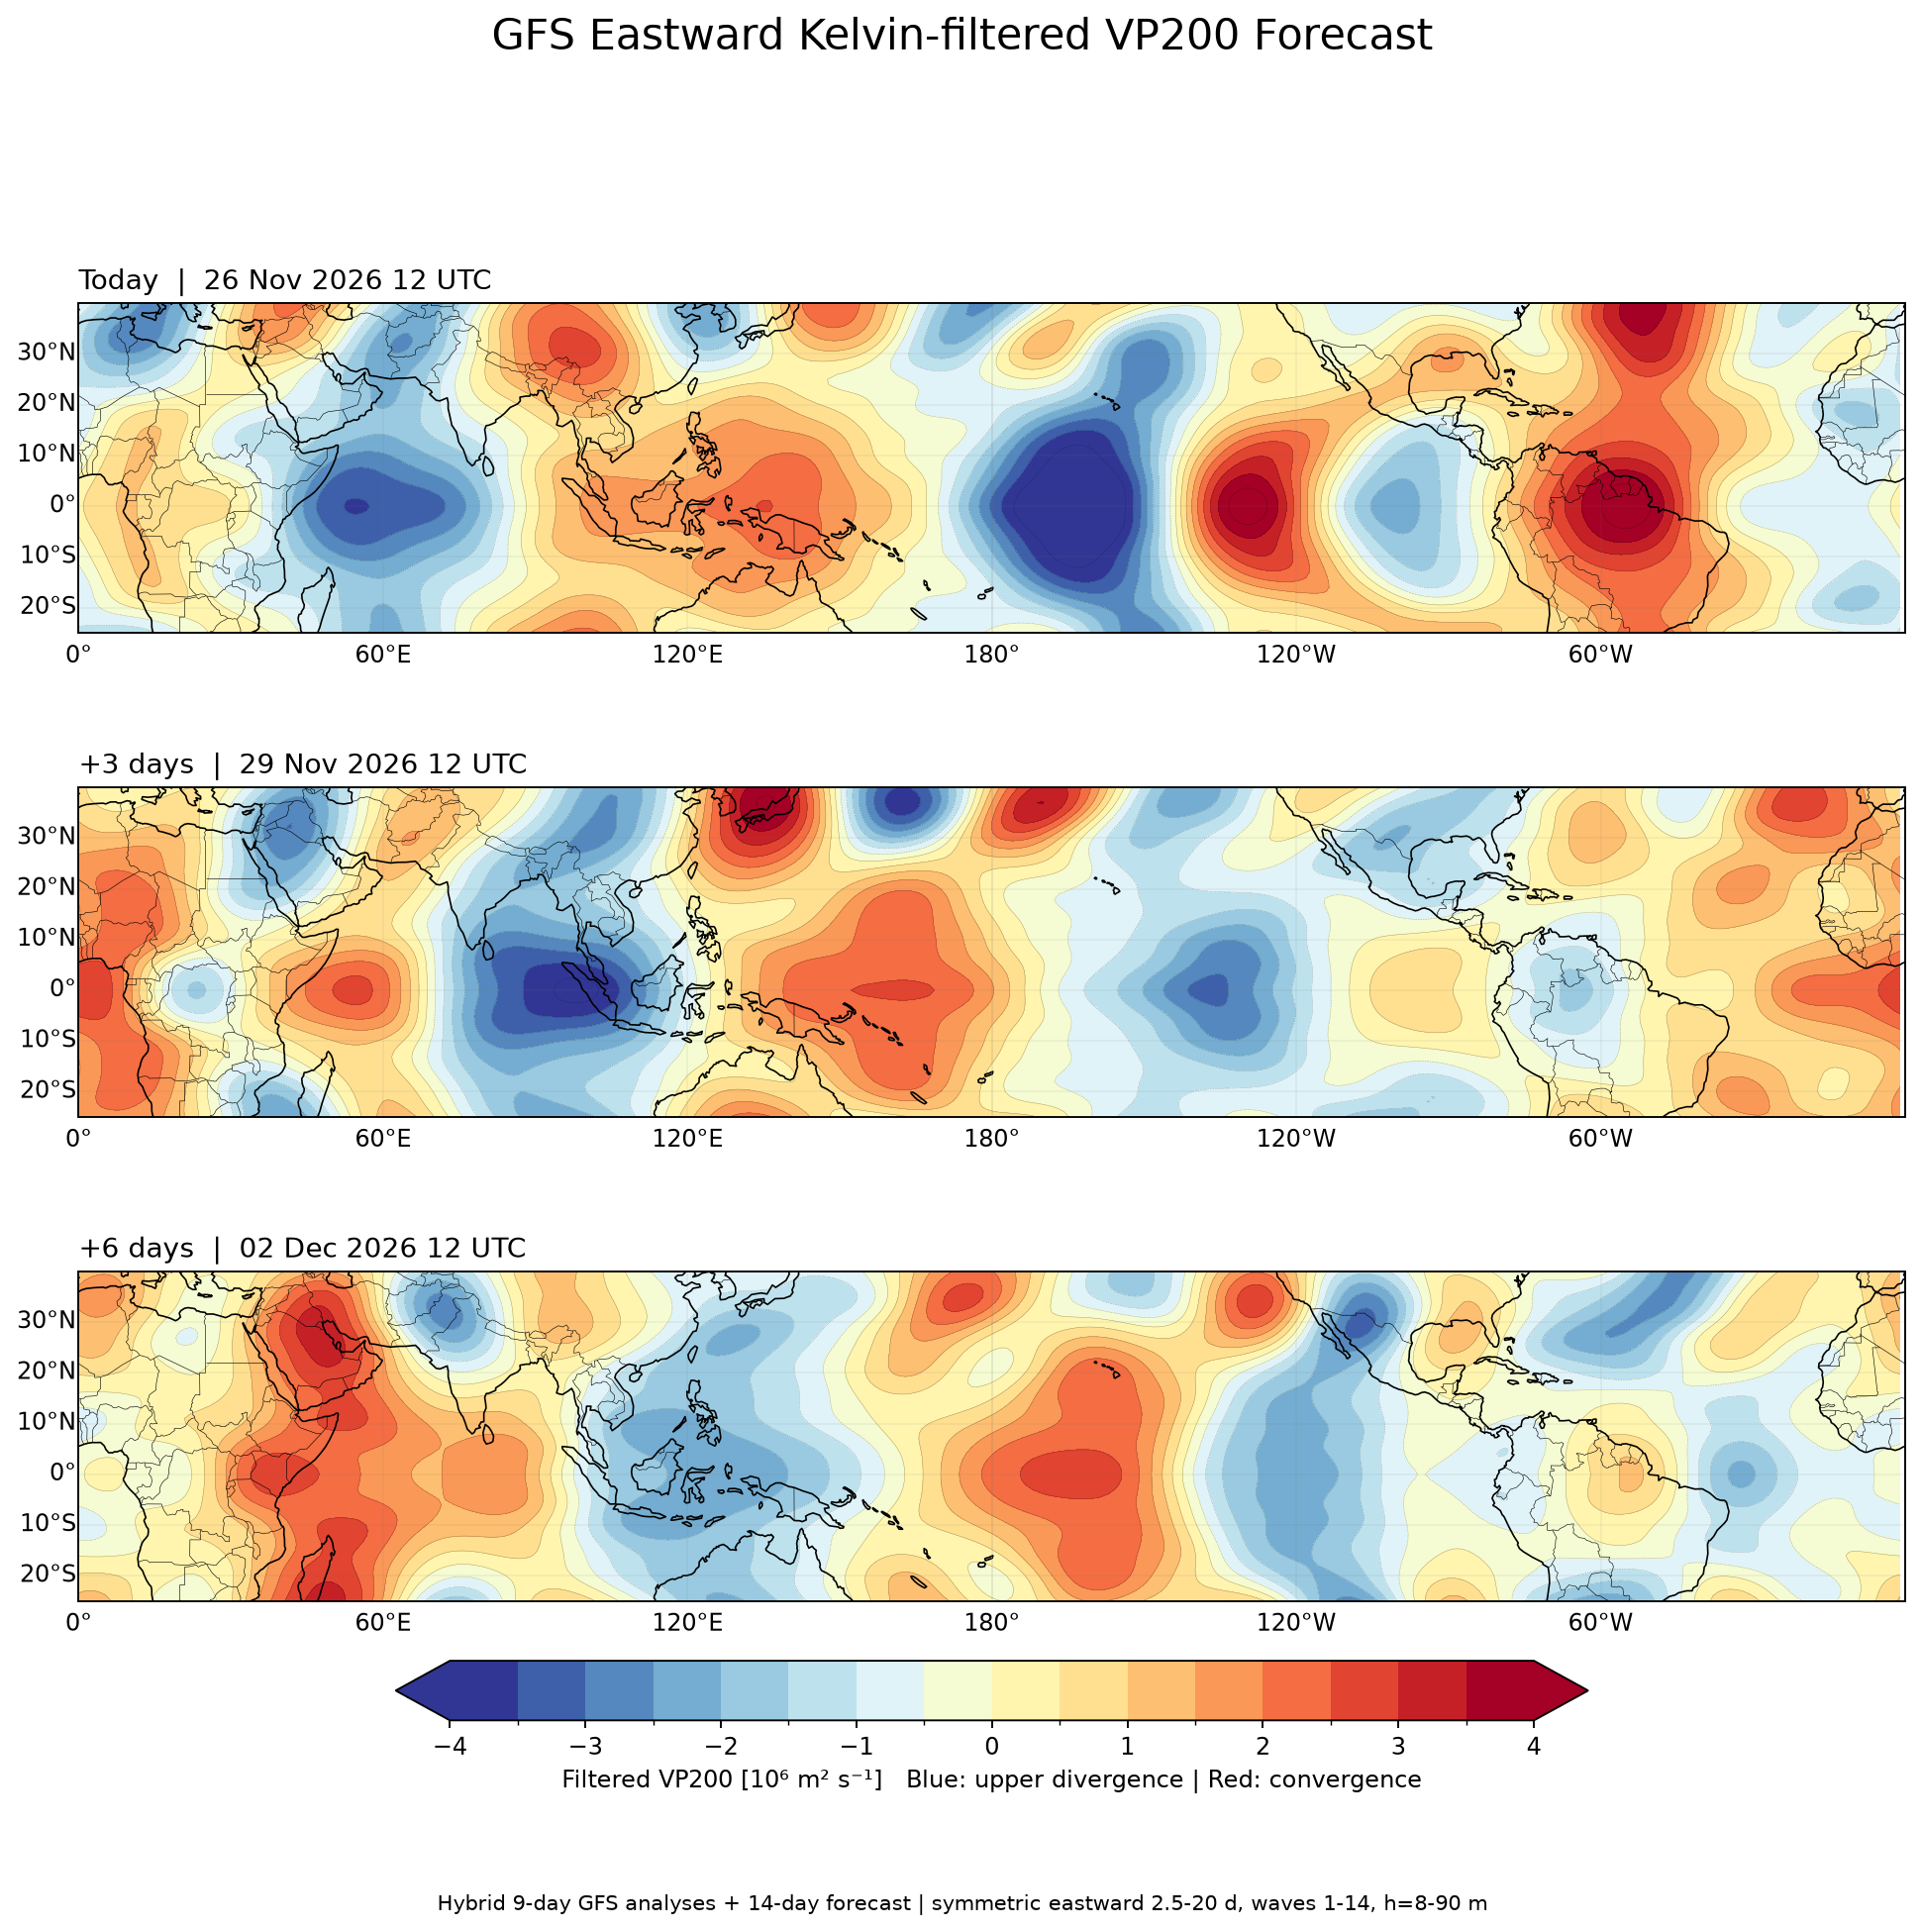 GFS Eastward Kelvin-filtered VP200 Forecast
Today | 26 Nov 2026 12 UTC
30°N
20°N
10°N
0°
10°S
20°S
0° 60°E 120°E 180° 120°W 60°W
+3 days | 29 Nov 2026 12 UTC
30°N
20°N
10°N
0°
10°S
20°S
0° 60°E 120°E 180° 120°W 60°W
+6 days | 02 Dec 2026 12 UTC
30°N
20°N
10°N
0°
10°S
20°S
0° 60°E 120°E 180° 120°W 60°W
−4 −3 −2 −1 0 1 2 3 4
Filtered VP200 [10⁶ m² s⁻¹] Blue: upper divergence | Red: convergence
Hybrid 9-day GFS analyses + 14-day forecast | symmetric eastward 2.5-20 d, waves 1-14, h=8-90 m